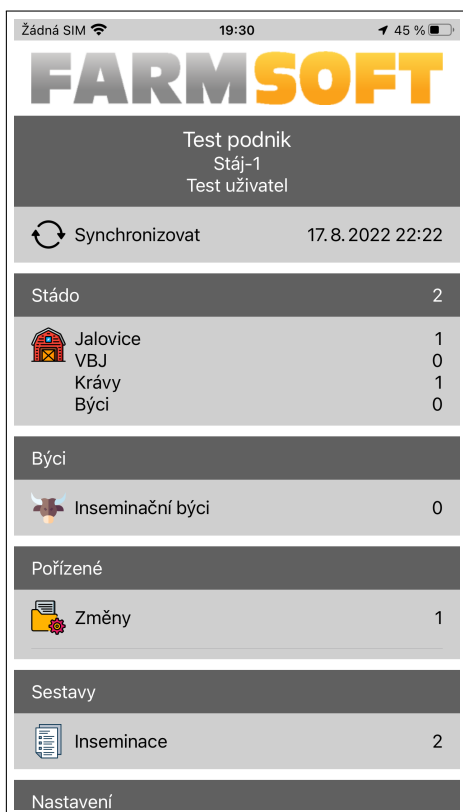 Žádná SIM 19:30 45 %
FARMSOFT
Test podnik
Stáj-1
Test uživatel
Synchronizovat 17. 8. 2022 22:22
Stádo 2
Jalovice 1
VBJ 0
Krávy 1
Býci 0
Býci
Inseminační býci 0
Pořízené
Změny 1
Sestavy
Inseminace 2
Nastavení